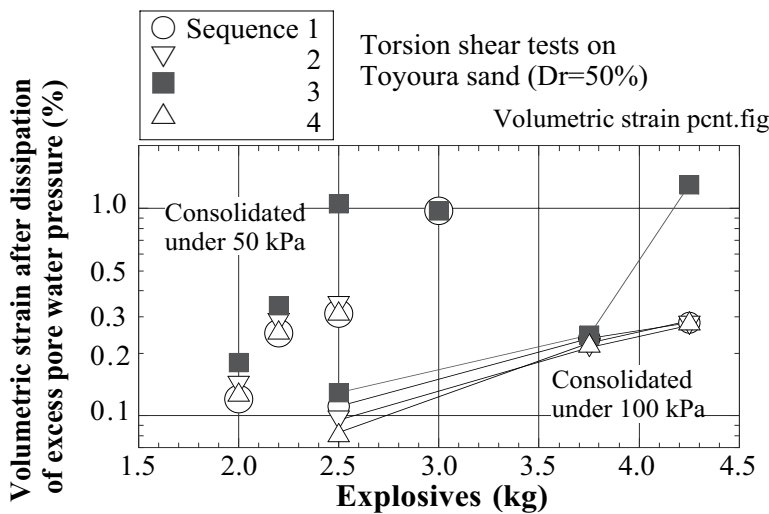 Sequence 1
2
3
4
Torsion shear tests on
Toyoura sand (Dr=50%)
Volumetric strain pcnt.fig
Volumetric strain after dissipation
of excess pore water pressure (%)
1.0
0.5
0.3
0.2
0.1
Consolidated
under 50 kPa
Consolidated
under 100 kPa
1.5 2.0 2.5 3.0 3.5 4.0 4.5
Explosives (kg)